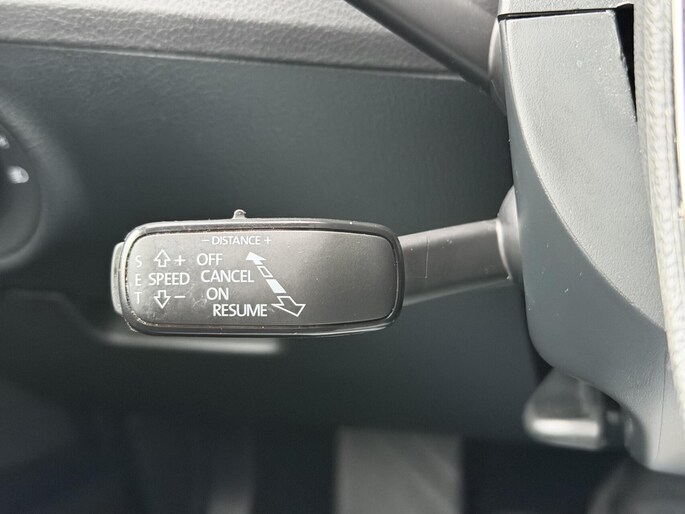 − DISTANCE +
S + OFF
E SPEED CANCEL
T − ON
RESUME